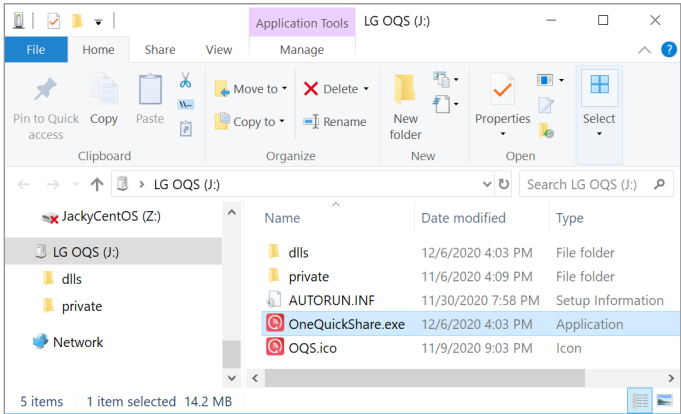 Application Tools LG OQS (J:)
File Home Share View Manage
Pin to Quick access
Copy
Paste
Move to
Copy to
Delete
Rename
New folder
Properties
Select
Clipboard Organize New Open
LG OQS (J:) Search LG OQS (J:)
JackyCentOS (Z:)
LG OQS (J:)
dlls
private
Network
Name Date modified Type
dlls 12/6/2020 4:03 PM File folder
private 11/6/2020 4:09 PM File folder
AUTORUN.INF 11/30/2020 7:58 PM Setup Information
OneQuickShare.exe 12/6/2020 4:03 PM Application
OQS.ico 11/9/2020 9:03 PM Icon
5 items 1 item selected 14.2 MB